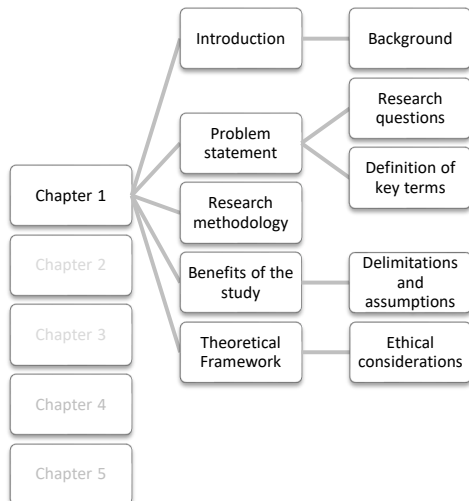 Introduction
Background
Research
questions
Problem
statement
Definition of
key terms
Chapter 1
Research
methodology
Chapter 2
Benefits of the
study
Delimitations
and
assumptions
Chapter 3
Theoretical
Framework
Ethical
considerations
Chapter 4
Chapter 5